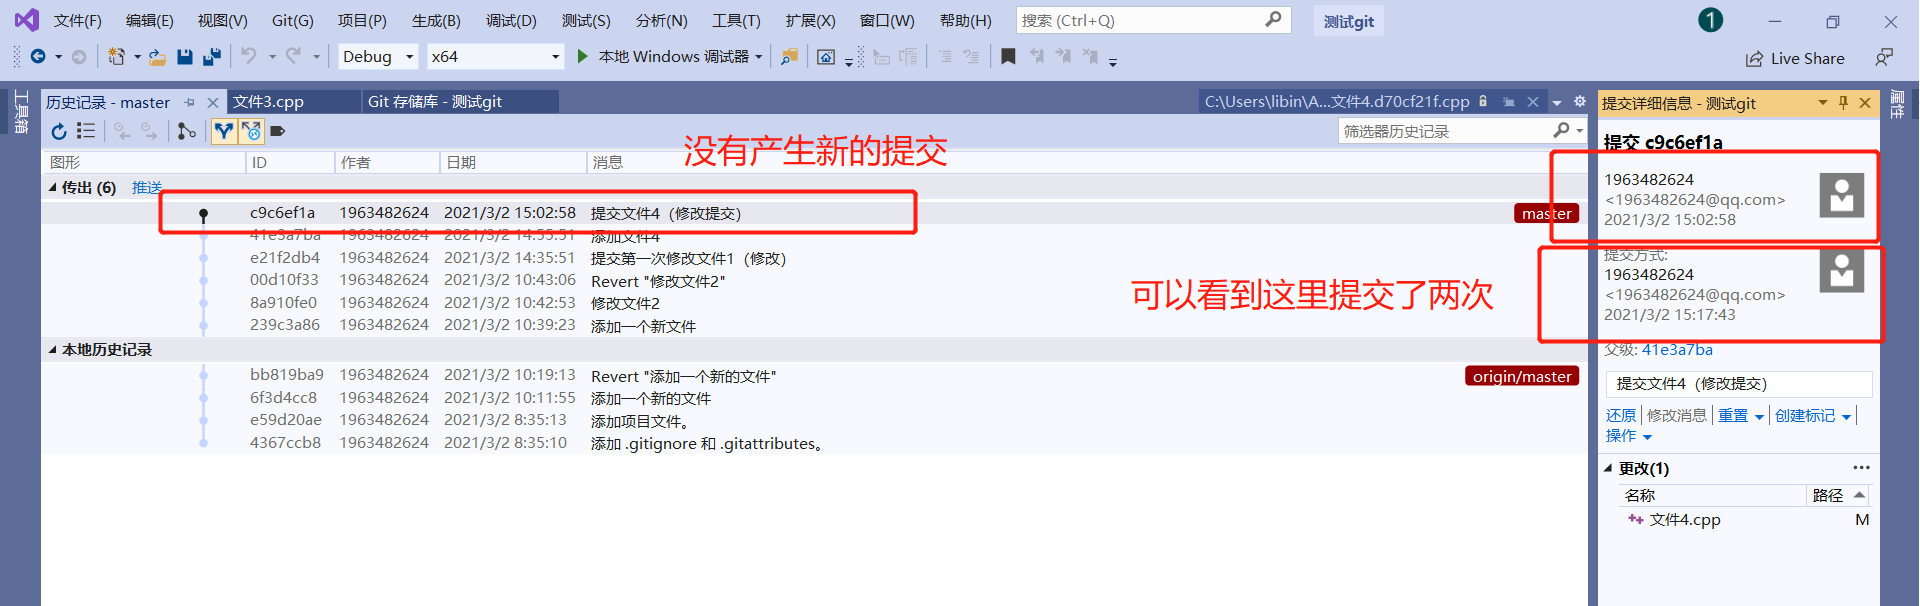 文件(F) 编辑(E) 视图(V) Git(G) 项目(P) 生成(B) 调试(D) 测试(S) 分析(N) 工具(T) 扩展(X) 窗口(W) 帮助(H) 搜索 (Ctrl+Q) 测试git 1
Debug x64 本地 Windows 调试器 Live Share
工具箱
历史记录 - master 文件3.cpp Git 存储库 - 测试git C:\Users\libin\A...文件4.d70cf21f.cpp
筛选器历史记录
没有产生新的提交
图形 ID 作者 日期 消息
传出 (6) 推送
c9c6ef1a 1963482624 2021/3/2 15:02:58 提交文件4（修改提交） master
41e3a7ba 1963482624 2021/3/2 14:55:51 添加文件4
e21f2db4 1963482624 2021/3/2 14:35:51 提交第一次修改文件1（修改）
00d10f33 1963482624 2021/3/2 10:43:06 Revert "修改文件2"
8a910fe0 1963482624 2021/3/2 10:42:53 修改文件2
239c3a86 1963482624 2021/3/2 10:39:23 添加一个新文件
可以看到这里提交了两次
本地历史记录
bb819ba9 1963482624 2021/3/2 10:19:13 Revert "添加一个新的文件" origin/master
6f3d4cc8 1963482624 2021/3/2 10:11:55 添加一个新的文件
e59d20ae 1963482624 2021/3/2 8:35:13 添加项目文件。
4367ccb8 1963482624 2021/3/2 8:35:10 添加 .gitignore 和 .gitattributes。
提交详细信息 - 测试git
提交 c9c6ef1a
1963482624
<1963482624@qq.com>
2021/3/2 15:02:58
提交方式:
1963482624
<1963482624@qq.com>
2021/3/2 15:17:43
父级: 41e3a7ba
提交文件4（修改提交）
还原 修改消息 重置 创建标记
操作
更改(1)
名称 路径
文件4.cpp M
属性